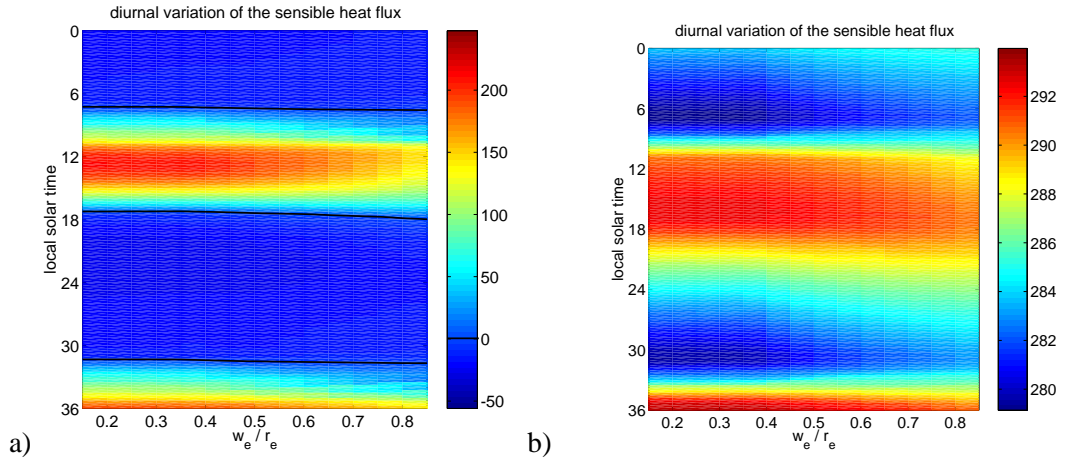 diurnal variation of the sensible heat flux
0
6
12
18
24
30
36
local solar time
0.2 0.3 0.4 0.5 0.6 0.7 0.8
w_e / r_e
200
150
100
50
0
-50
a)
diurnal variation of the sensible heat flux
0
6
12
18
24
30
36
local solar time
0.2 0.3 0.4 0.5 0.6 0.7 0.8
w_e / r_e
292
290
288
286
284
282
280
b)